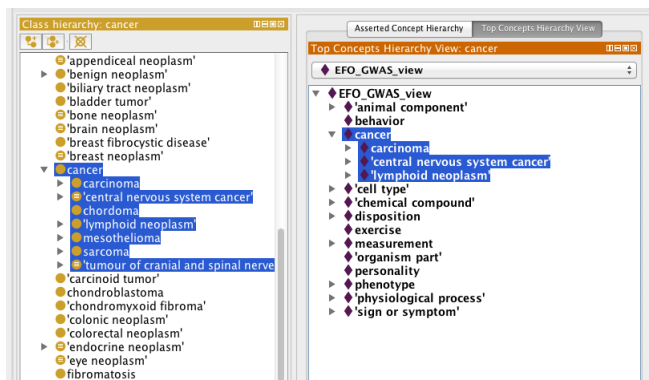 Class hierarchy: cancer
'appendiceal neoplasm'
'benign neoplasm'
'biliary tract neoplasm'
'bladder tumor'
'bone neoplasm'
'brain neoplasm'
'breast fibrocystic disease'
'breast neoplasm'
cancer
carcinoma
'central nervous system cancer'
chordoma
'lymphoid neoplasm'
mesothelioma
sarcoma
'tumour of cranial and spinal nerve
'carcinoid tumor'
chondroblastoma
'chondromyxoid fibroma'
'colonic neoplasm'
'colorectal neoplasm'
'endocrine neoplasm'
'eye neoplasm'
fibromatosis
Asserted Concept Hierarchy Top Concepts Hierarchy View
Top Concepts Hierarchy View: cancer
EFO_GWAS_view
EFO_GWAS_view
'animal component'
behavior
cancer
carcinoma
'central nervous system cancer'
'lymphoid neoplasm'
'cell type'
'chemical compound'
disposition
exercise
measurement
'organism part'
personality
phenotype
'physiological process'
'sign or symptom'